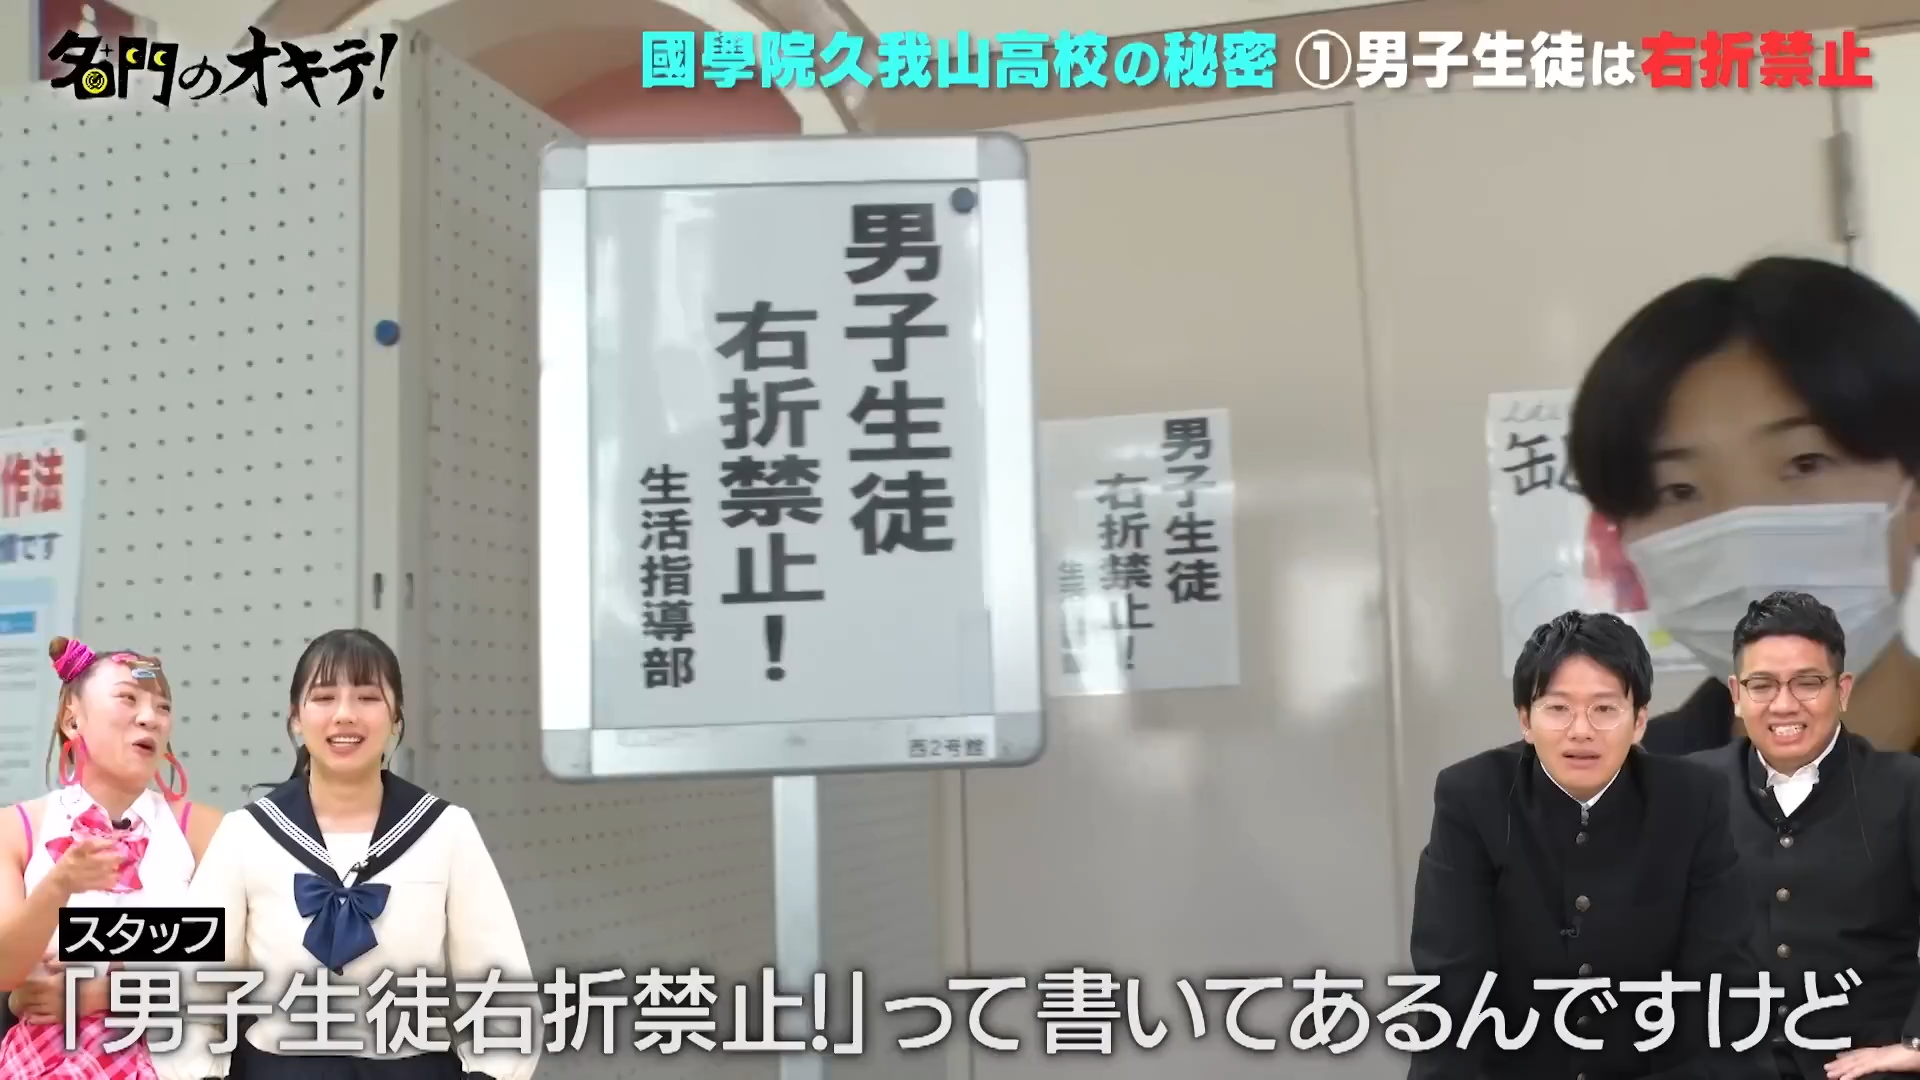 名門のオキテ!
國學院久我山高校の秘密 ①男子生徒は右折禁止
男子生徒
右折禁止！
生活指導部
西2号館
男子生徒
右折禁止！
作法
です
缶
スタッフ
「男子生徒右折禁止!」って書いてあるんですけど